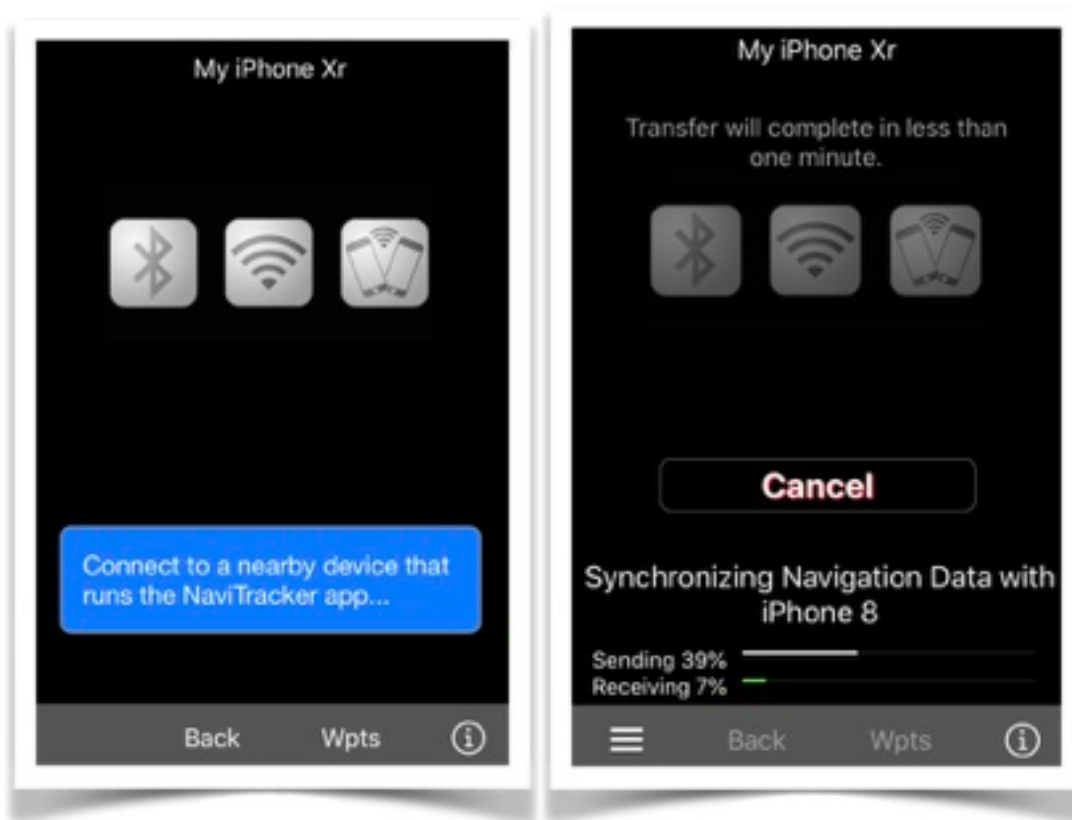 My iPhone Xr
Connect to a nearby device that
runs the NaviTracker app...
Back Wpts
My iPhone Xr
Transfer will complete in less than
one minute.
Cancel
Synchronizing Navigation Data with
iPhone 8
Sending 39%
Receiving 7%
Back Wpts